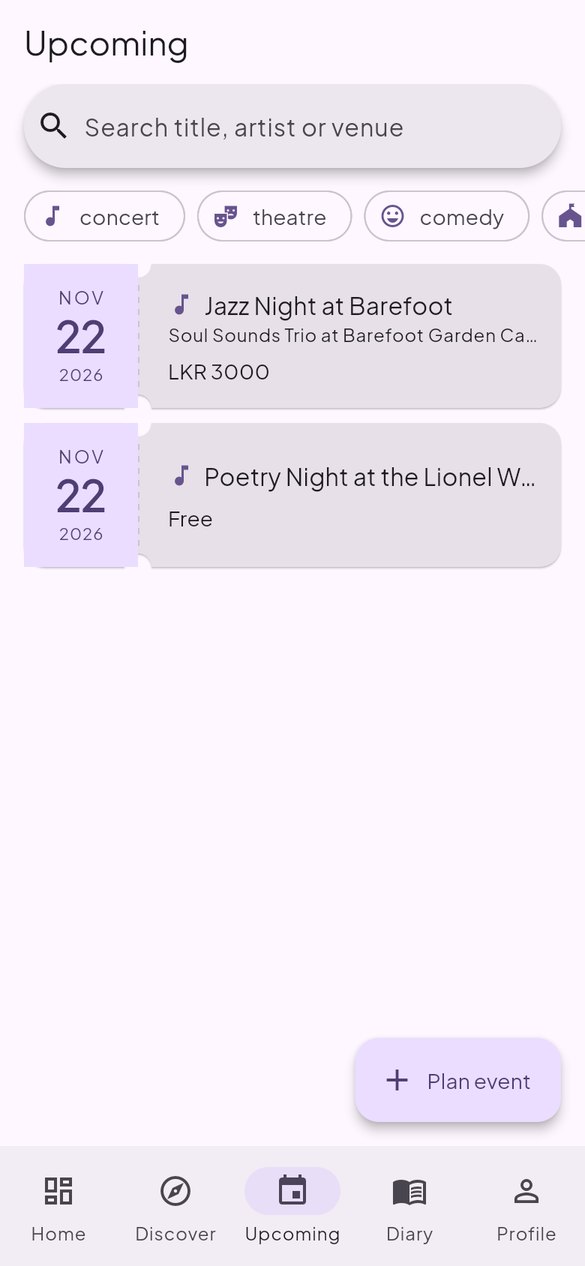 Upcoming
Search title, artist or venue
concert
theatre
comedy
NOV
22
2026
Jazz Night at Barefoot
Soul Sounds Trio at Barefoot Garden Ca...
LKR 3000
NOV
22
2026
Poetry Night at the Lionel W...
Free
Plan event
Home
Discover
Upcoming
Diary
Profile